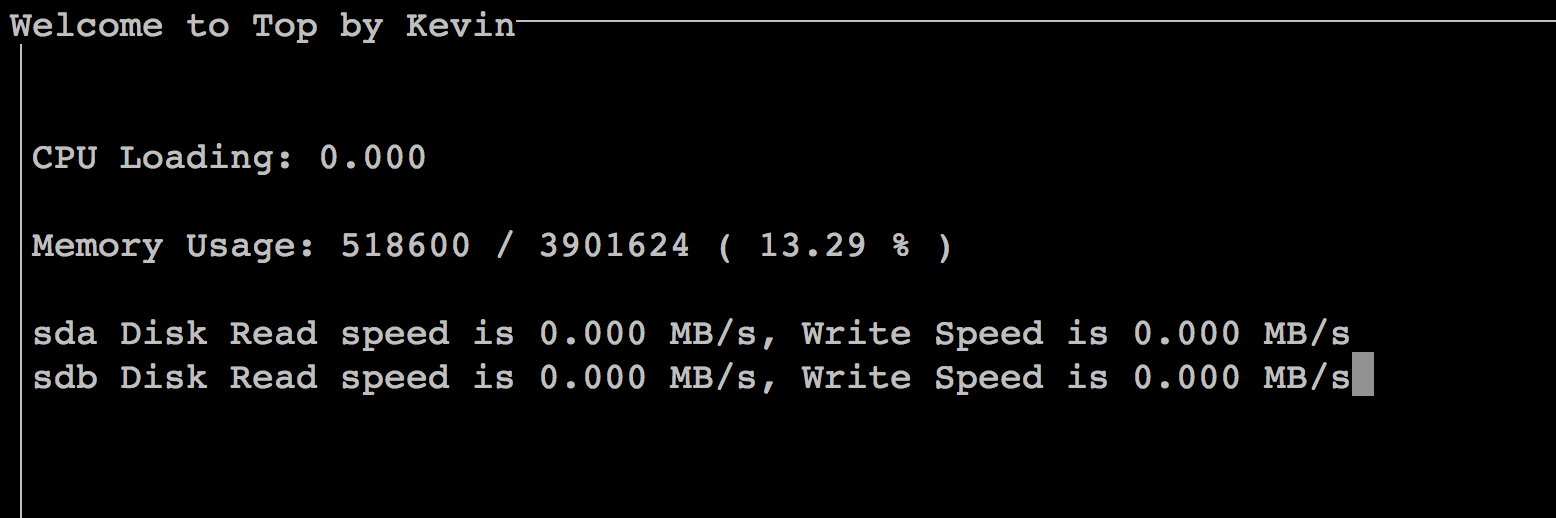 Welcome to Top by Kevin
CPU Loading: 0.000
Memory Usage: 518600 / 3901624 ( 13.29 % )
sda Disk Read speed is 0.000 MB/s, Write Speed is 0.000 MB/s
sdb Disk Read speed is 0.000 MB/s, Write Speed is 0.000 MB/s